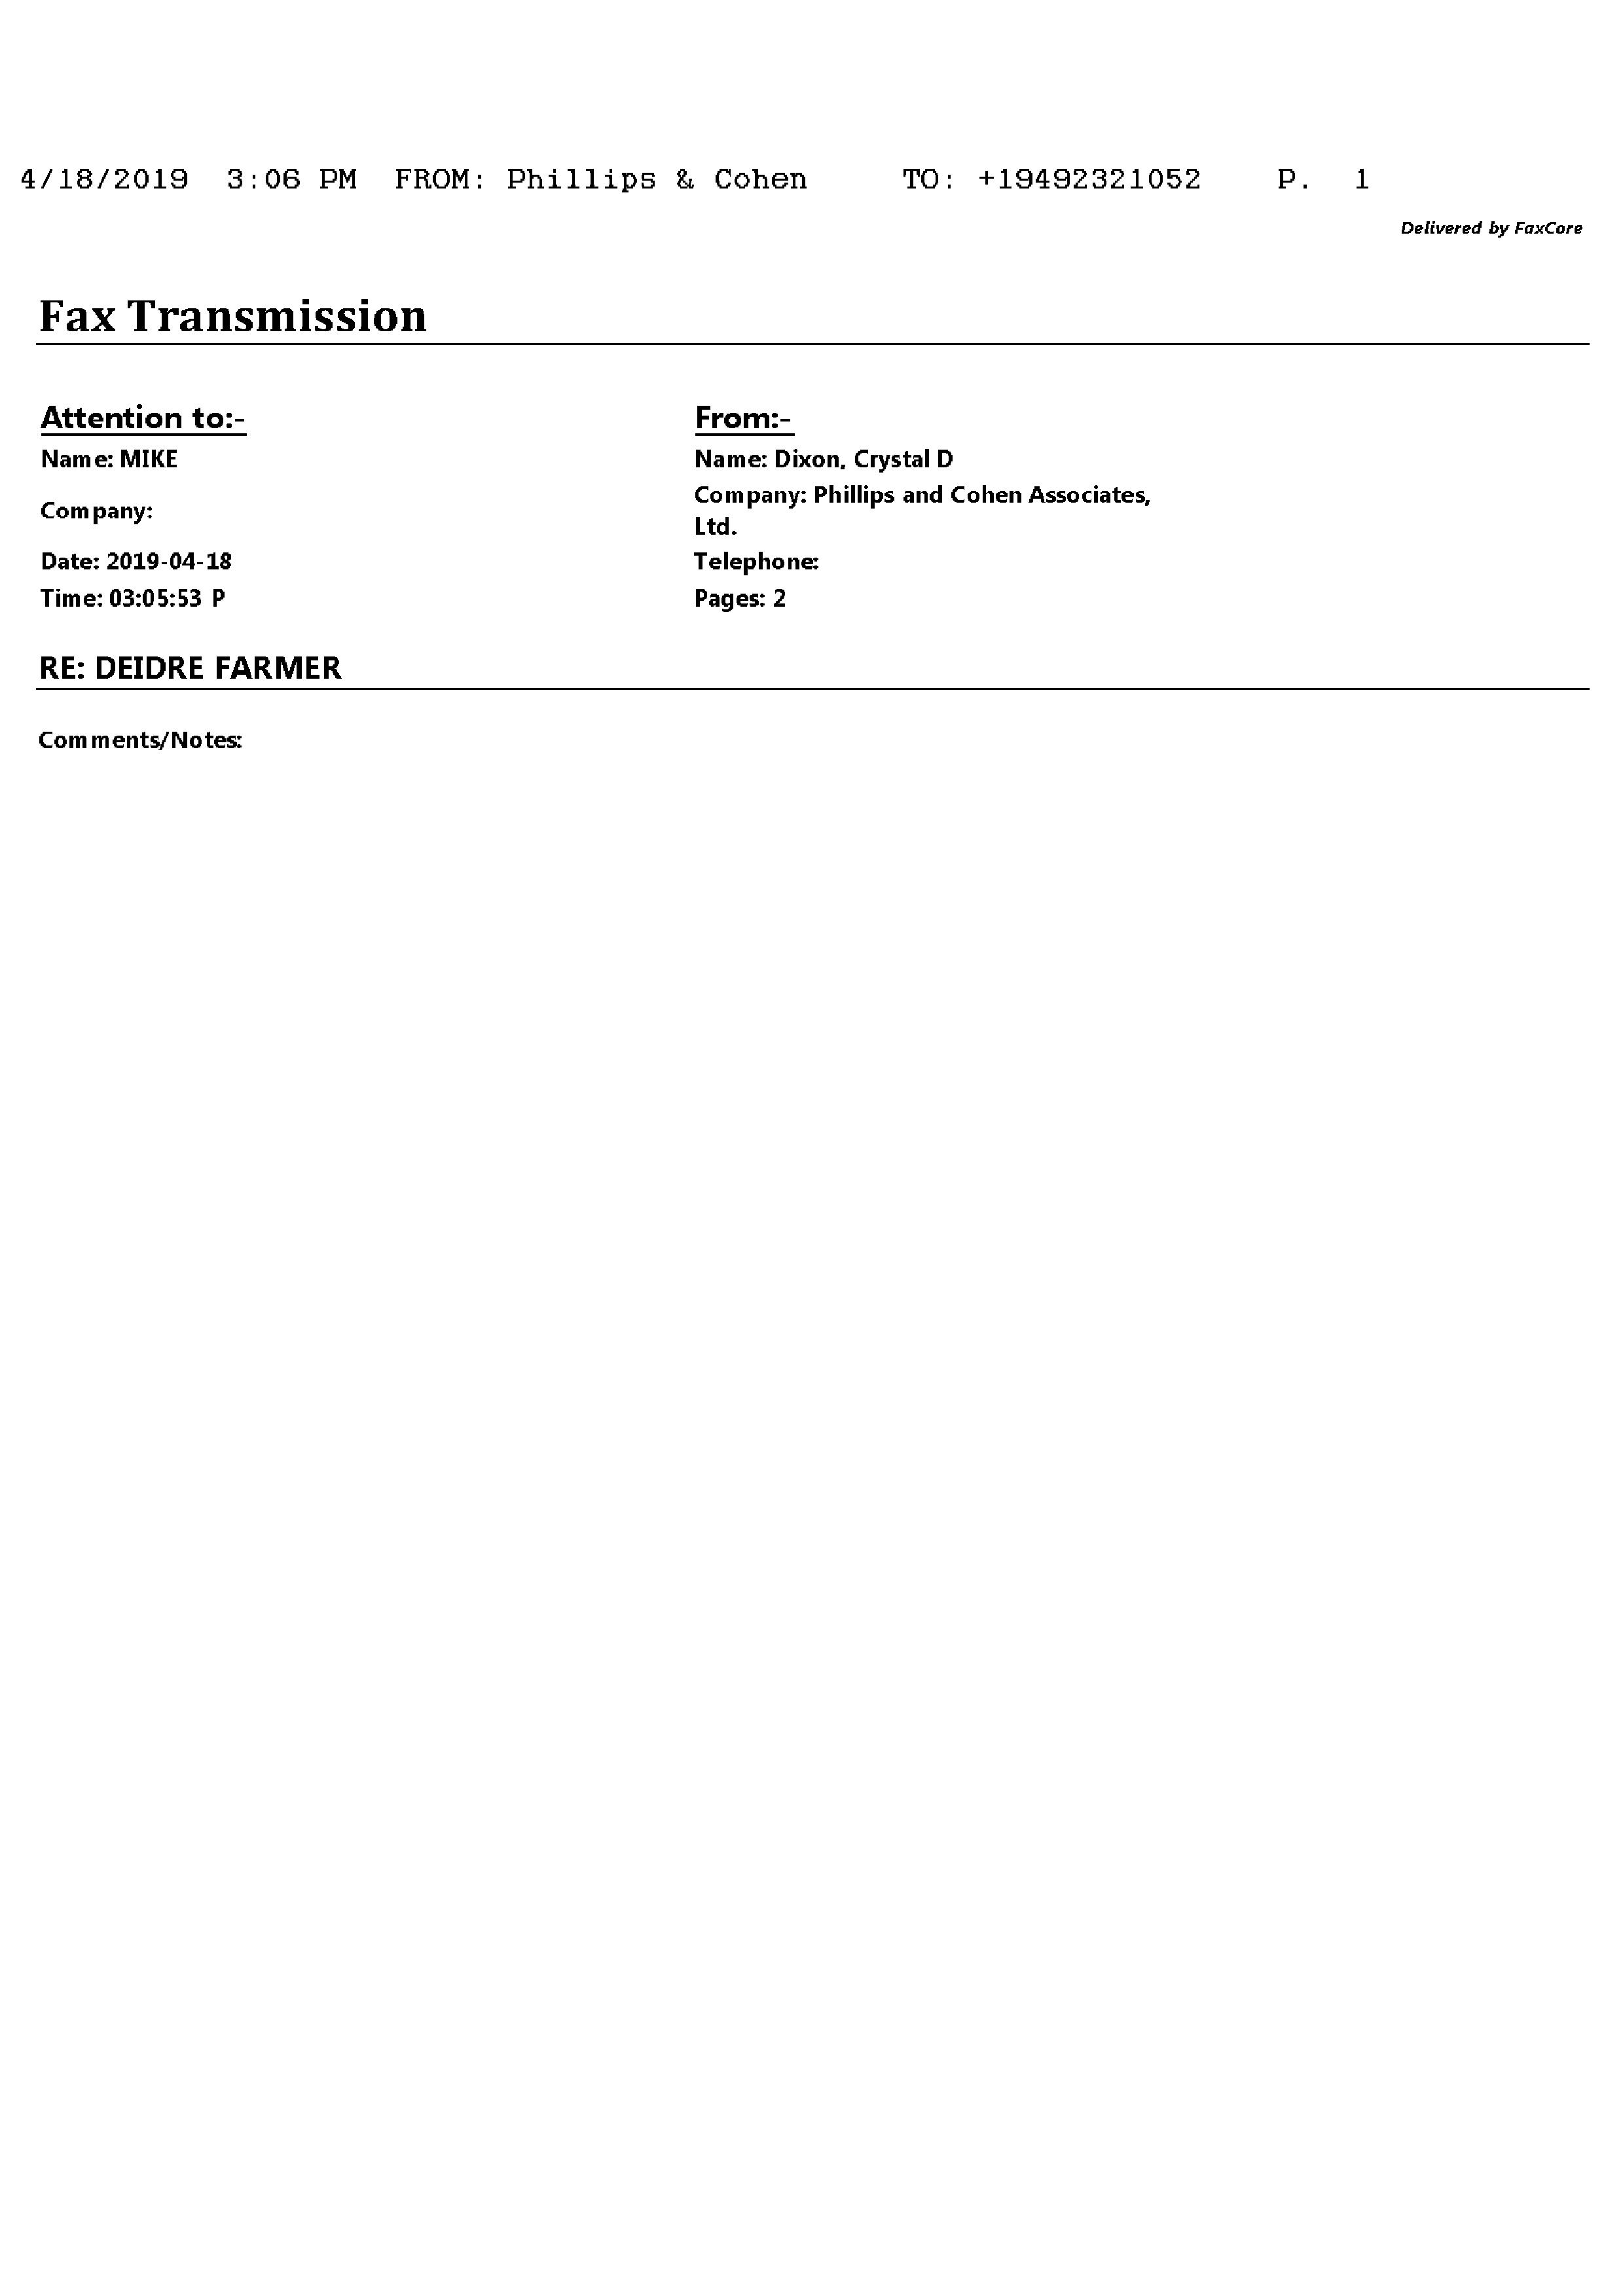 4/18/2019 3:06 PM FROM: Phillips & Cohen TO: +19492321052 P. 1
Delivered by FaxCore
Fax Transmission
Attention to:-
Name: MIKE
Company:
Date: 2019-04-18
Time: 03:05:53 P
From:-
Name: Dixon, Crystal D
Company: Phillips and Cohen Associates,
Ltd.
Telephone:
Pages: 2
RE: DEIDRE FARMER
Comments/Notes: